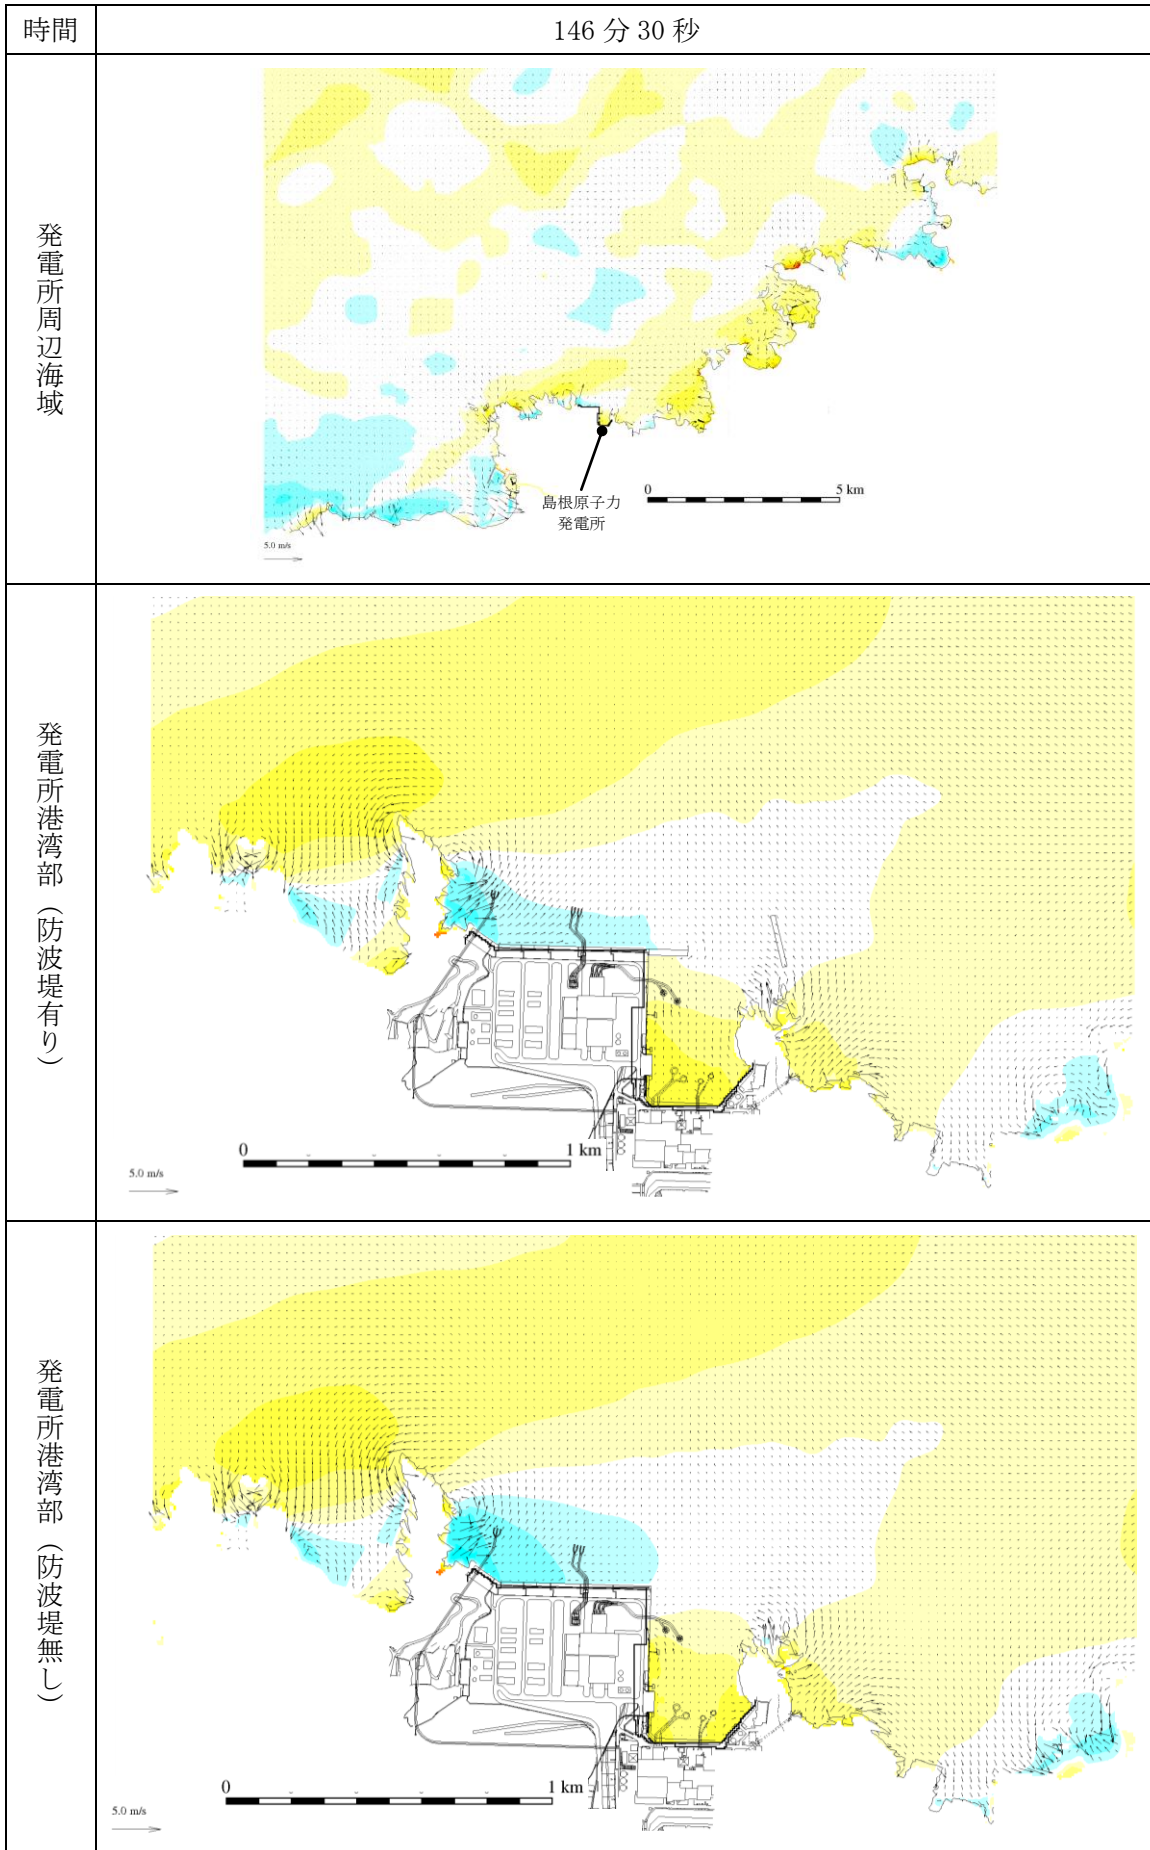 時間
146 分 30 秒
発電所周辺海域
島根原子力
発電所
0
5 km
5.0 m/s
発電所港湾部（防波堤有り）
0
1 km
5.0 m/s
発電所港湾部（防波堤無し）
0
1 km
5.0 m/s